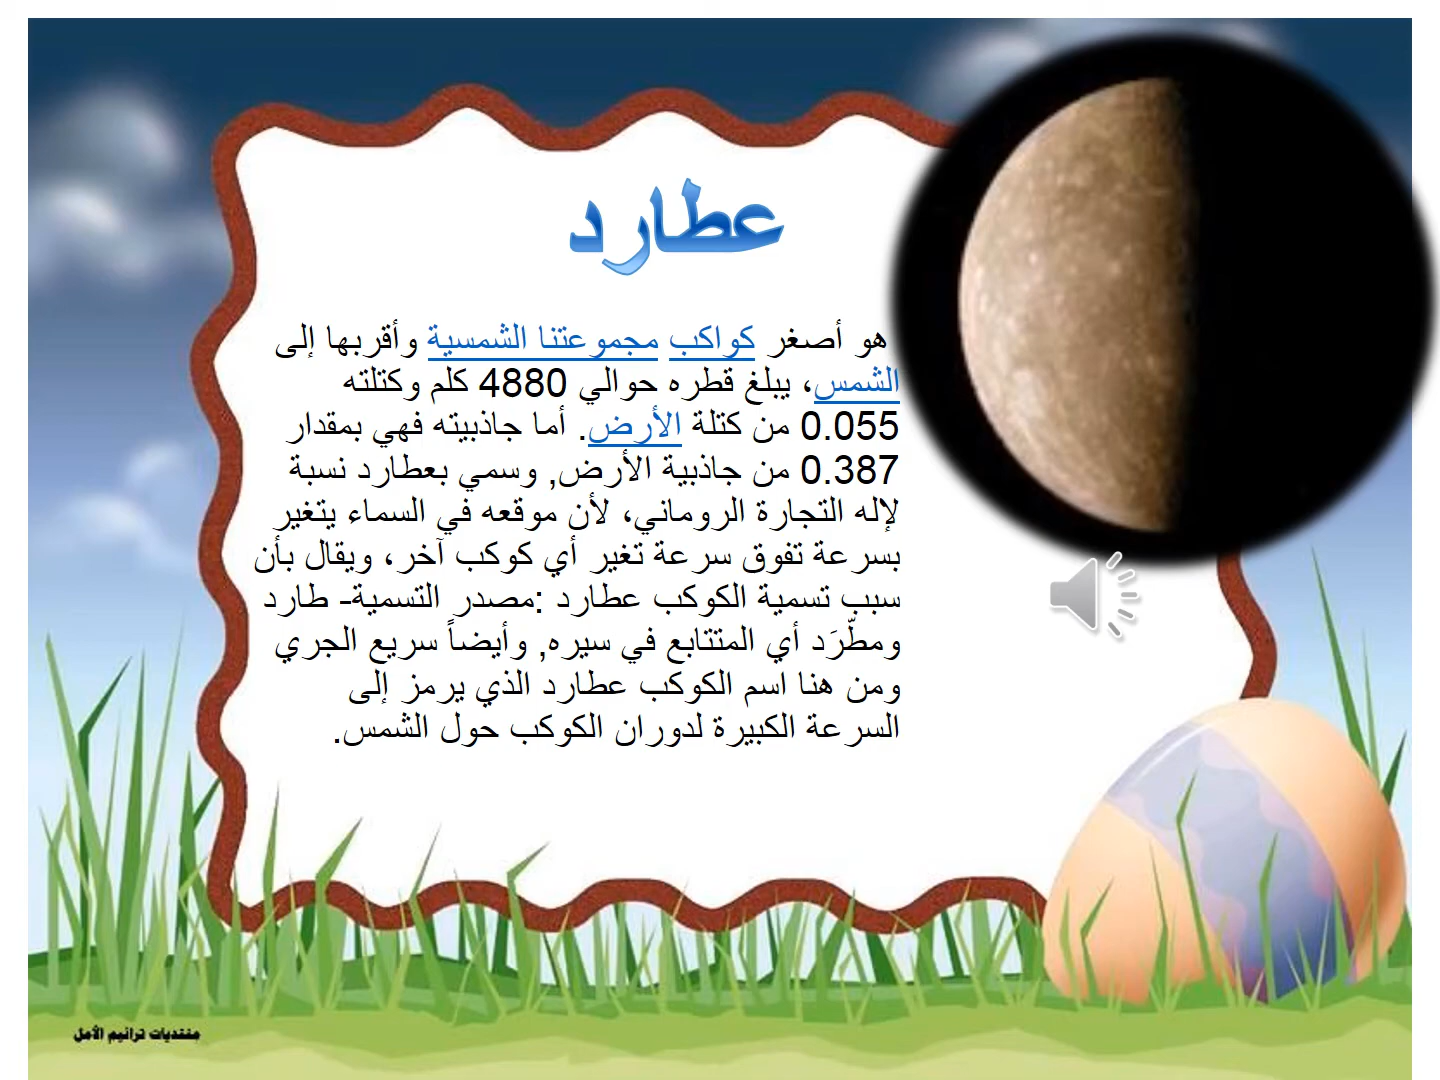 عطارد
هو أصغر كواكب مجموعتنا الشمسية وأقربها إلى
الشمس، يبلغ قطره حوالي 4880 كلم وكتلته
0.055 من كتلة الأرض. أما جاذبيته فهي بمقدار
0.387 من جاذبية الأرض, وسمي بعطارد نسبة
لإله التجارة الروماني، لأن موقعه في السماء يتغير
بسرعة تفوق سرعة تغير أي كوكب آخر، ويقال بأن
سبب تسمية الكوكب عطارد :مصدر التسمية- طارد
ومطّرَد أي المتتابع في سيره, وأيضاً سريع الجري
ومن هنا اسم الكوكب عطارد الذي يرمز إلى
السرعة الكبيرة لدوران الكوكب حول الشمس.
منتديات ترانيم الأمل